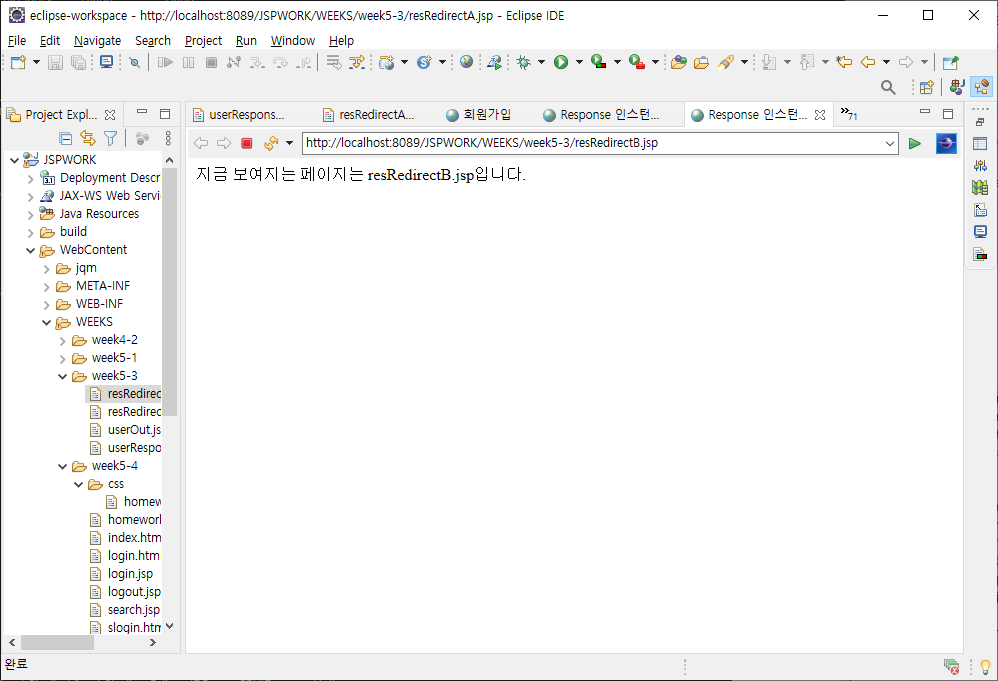 eclipse-workspace - http://localhost:8089/JSPWORK/WEEKS/week5-3/resRedirectA.jsp - Eclipse IDE
File Edit Navigate Search Project Run Window Help
Project Expl...
userRespons...
resRedirectA...
회원가입
Response 인스턴...
Response 인스턴...
»71
http://localhost:8089/JSPWORK/WEEKS/week5-3/resRedirectB.jsp
지금 보여지는 페이지는 resRedirectB.jsp입니다.
JSPWORK
Deployment Descr
JAX-WS Web Servi
Java Resources
build
WebContent
jqm
META-INF
WEB-INF
WEEKS
week4-2
week5-1
week5-3
resRedirec
resRedirec
userOut.js
userRespo
week5-4
css
homew
homework
index.htm
login.htm
login.jsp
logout.jsp
search.jsp
slogin.htm
완료